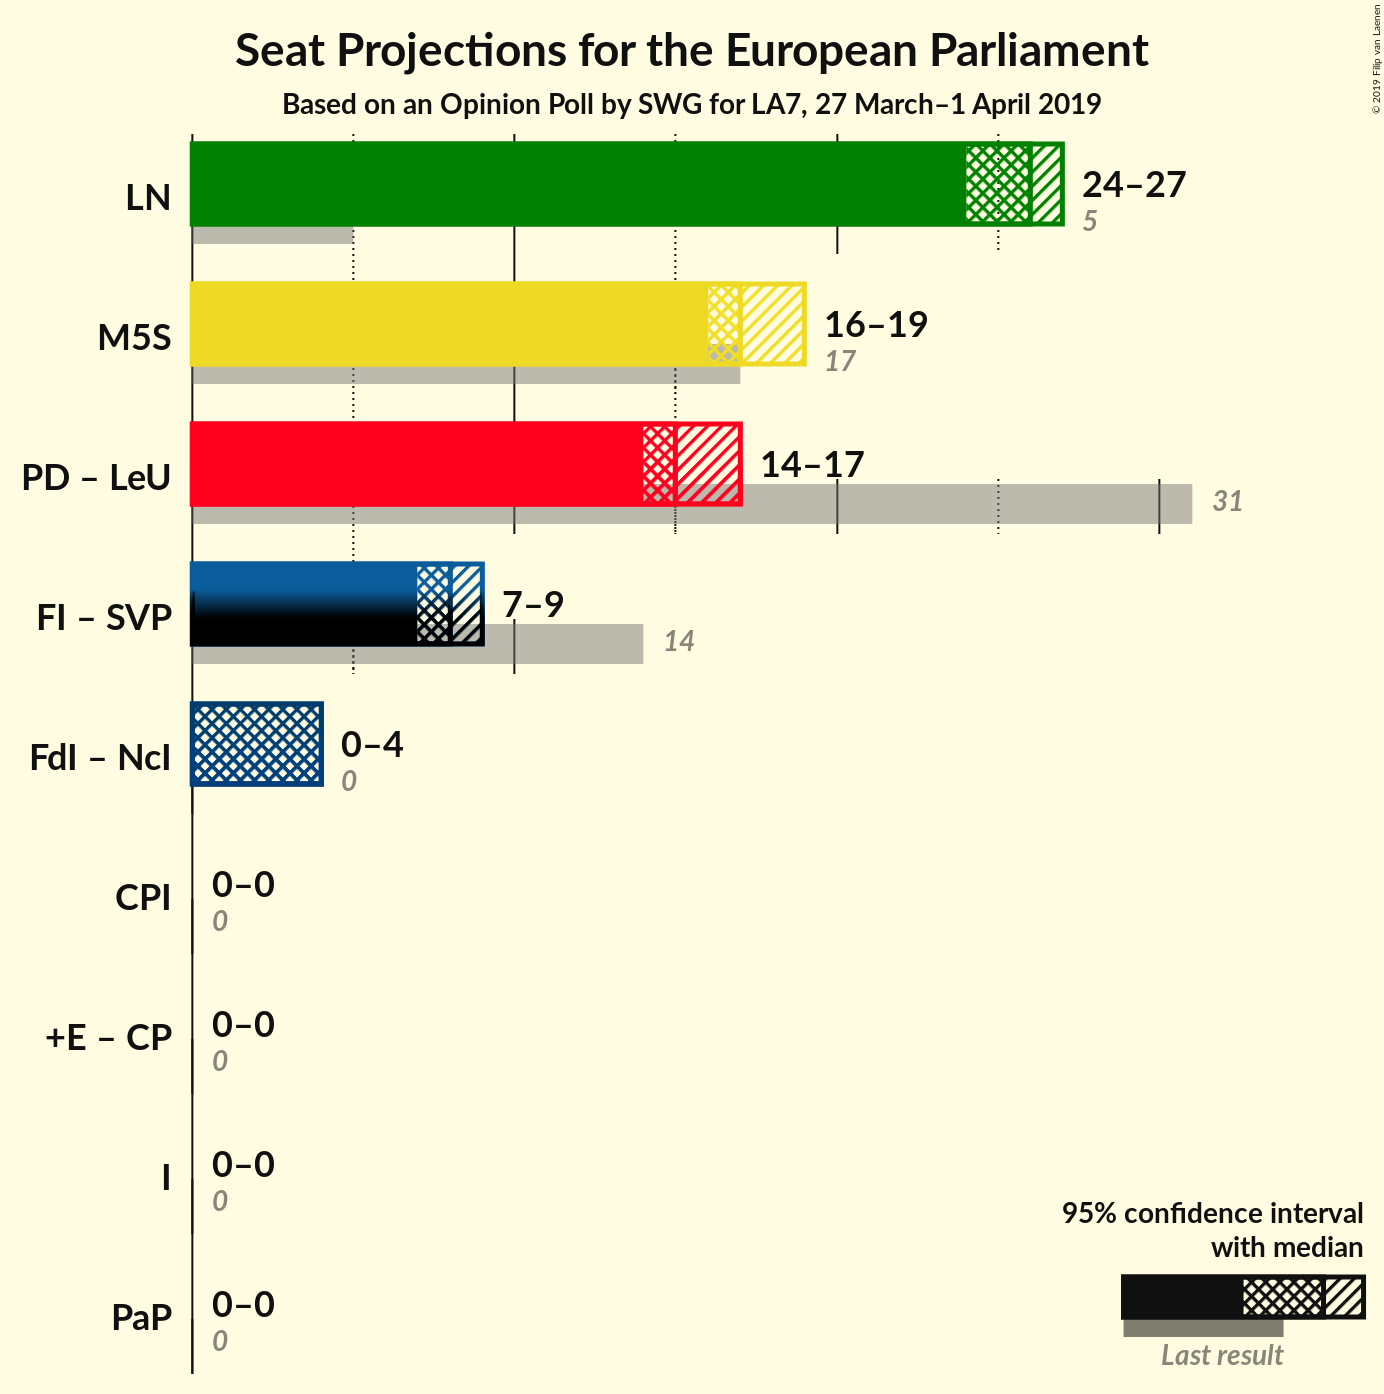 Seat Projections for the European Parliament
Based on an Opinion Poll by SWG for LA7, 27 March–1 April 2019
© 2019 Filip van Laenen
LN
24–27
5
M5S
16–19
17
PD – LeU
14–17
31
FI – SVP
7–9
14
FdI – NcI
0–4
0
CPI
0–0
0
+E – CP
0–0
0
I
0–0
0
PaP
0–0
0
95% confidence interval
with median
Last result